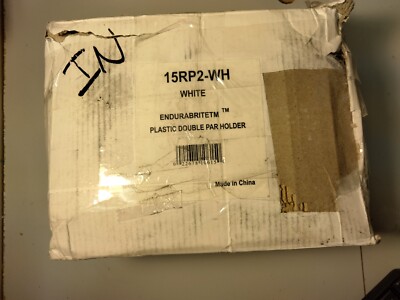 IN
15RP2-WH
WHITE
ENDURABRITETM ™
PLASTIC DOUBLE PAR HOLDER
Made in China